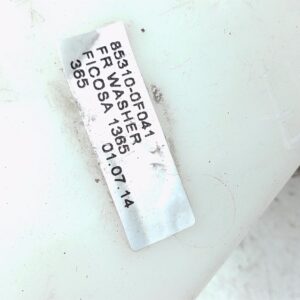 85310-0F041
FR WASHER
FICOSA 1365
365 01.07.14